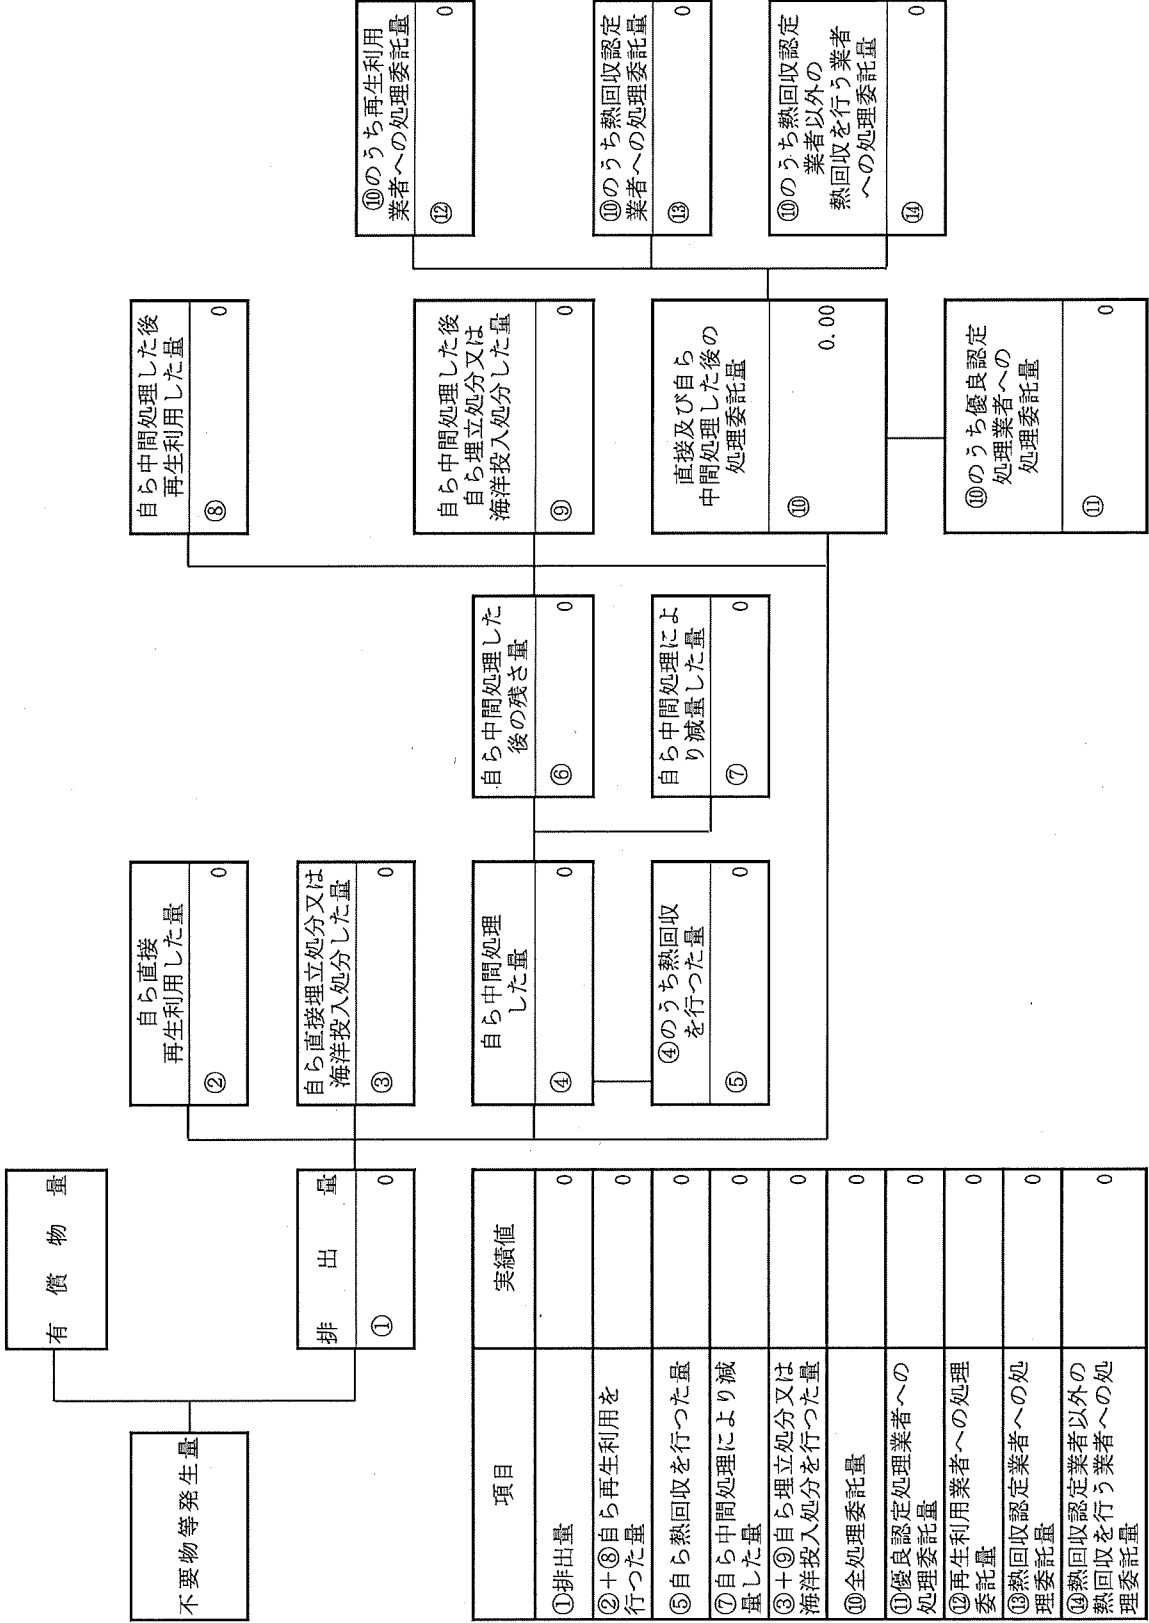 不要物等発生量
有償物量
排出量
① 0
自ら直接
再生利用した量
② 0
自ら直接埋立処分又は
海洋投入処分した量
③ 0
自ら中間処理
した量
④ 0
④のうち熱回収
を行つた量
⑤ 0
自ら中間処理した
後の残さ量
⑥ 0
自ら中間処理によ
り減量した量
⑦ 0
自ら中間処理した後
再生利用した量
⑧ 0
自ら中間処理した後
自ら埋立処分又は
海洋投入処分した量
⑨ 0
直接及び自ら
中間処理した後の
処理委託量
⑩ 0.00
⑩のうち優良認定
処理業者への
処理委託量
⑪ 0
⑩のうち再生利用
業者への処理委託量
⑫ 0
⑩のうち熱回収認定
業者への処理委託量
⑬ 0
⑩のうち熱回収認定
業者以外の
熱回収を行う業者
への処理委託量
⑭ 0
項目 実績値
①排出量 0
②+⑧自ら再生利用を
行つた量 0
⑤自ら熱回収を行つた量 0
⑦自ら中間処理により減
量した量 0
③+⑨自ら埋立処分又は
海洋投入処分を行つた量 0
⑩全処理委託量 0
⑪優良認定処理業者への
処理委託量 0
⑫再生利用業者への処理
委託量 0
⑬熱回収認定業者への処
理委託量 0
⑭熱回収認定業者以外の
熱回収を行う業者への処
理委託量 0